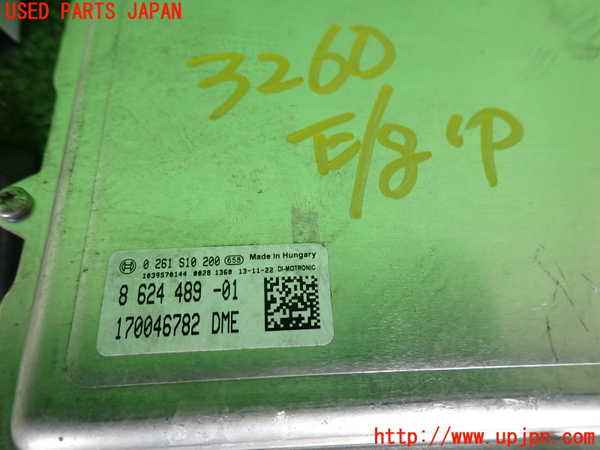 USED PARTS JAPAN
3260
E/g 'P
0 261 S10 200 658 Made in Hungary
1039S70144 0028 1360 13-11-22 DI-MOTRONIC
8 624 489 -01
170046782 DME
http://www.upjpn.com/